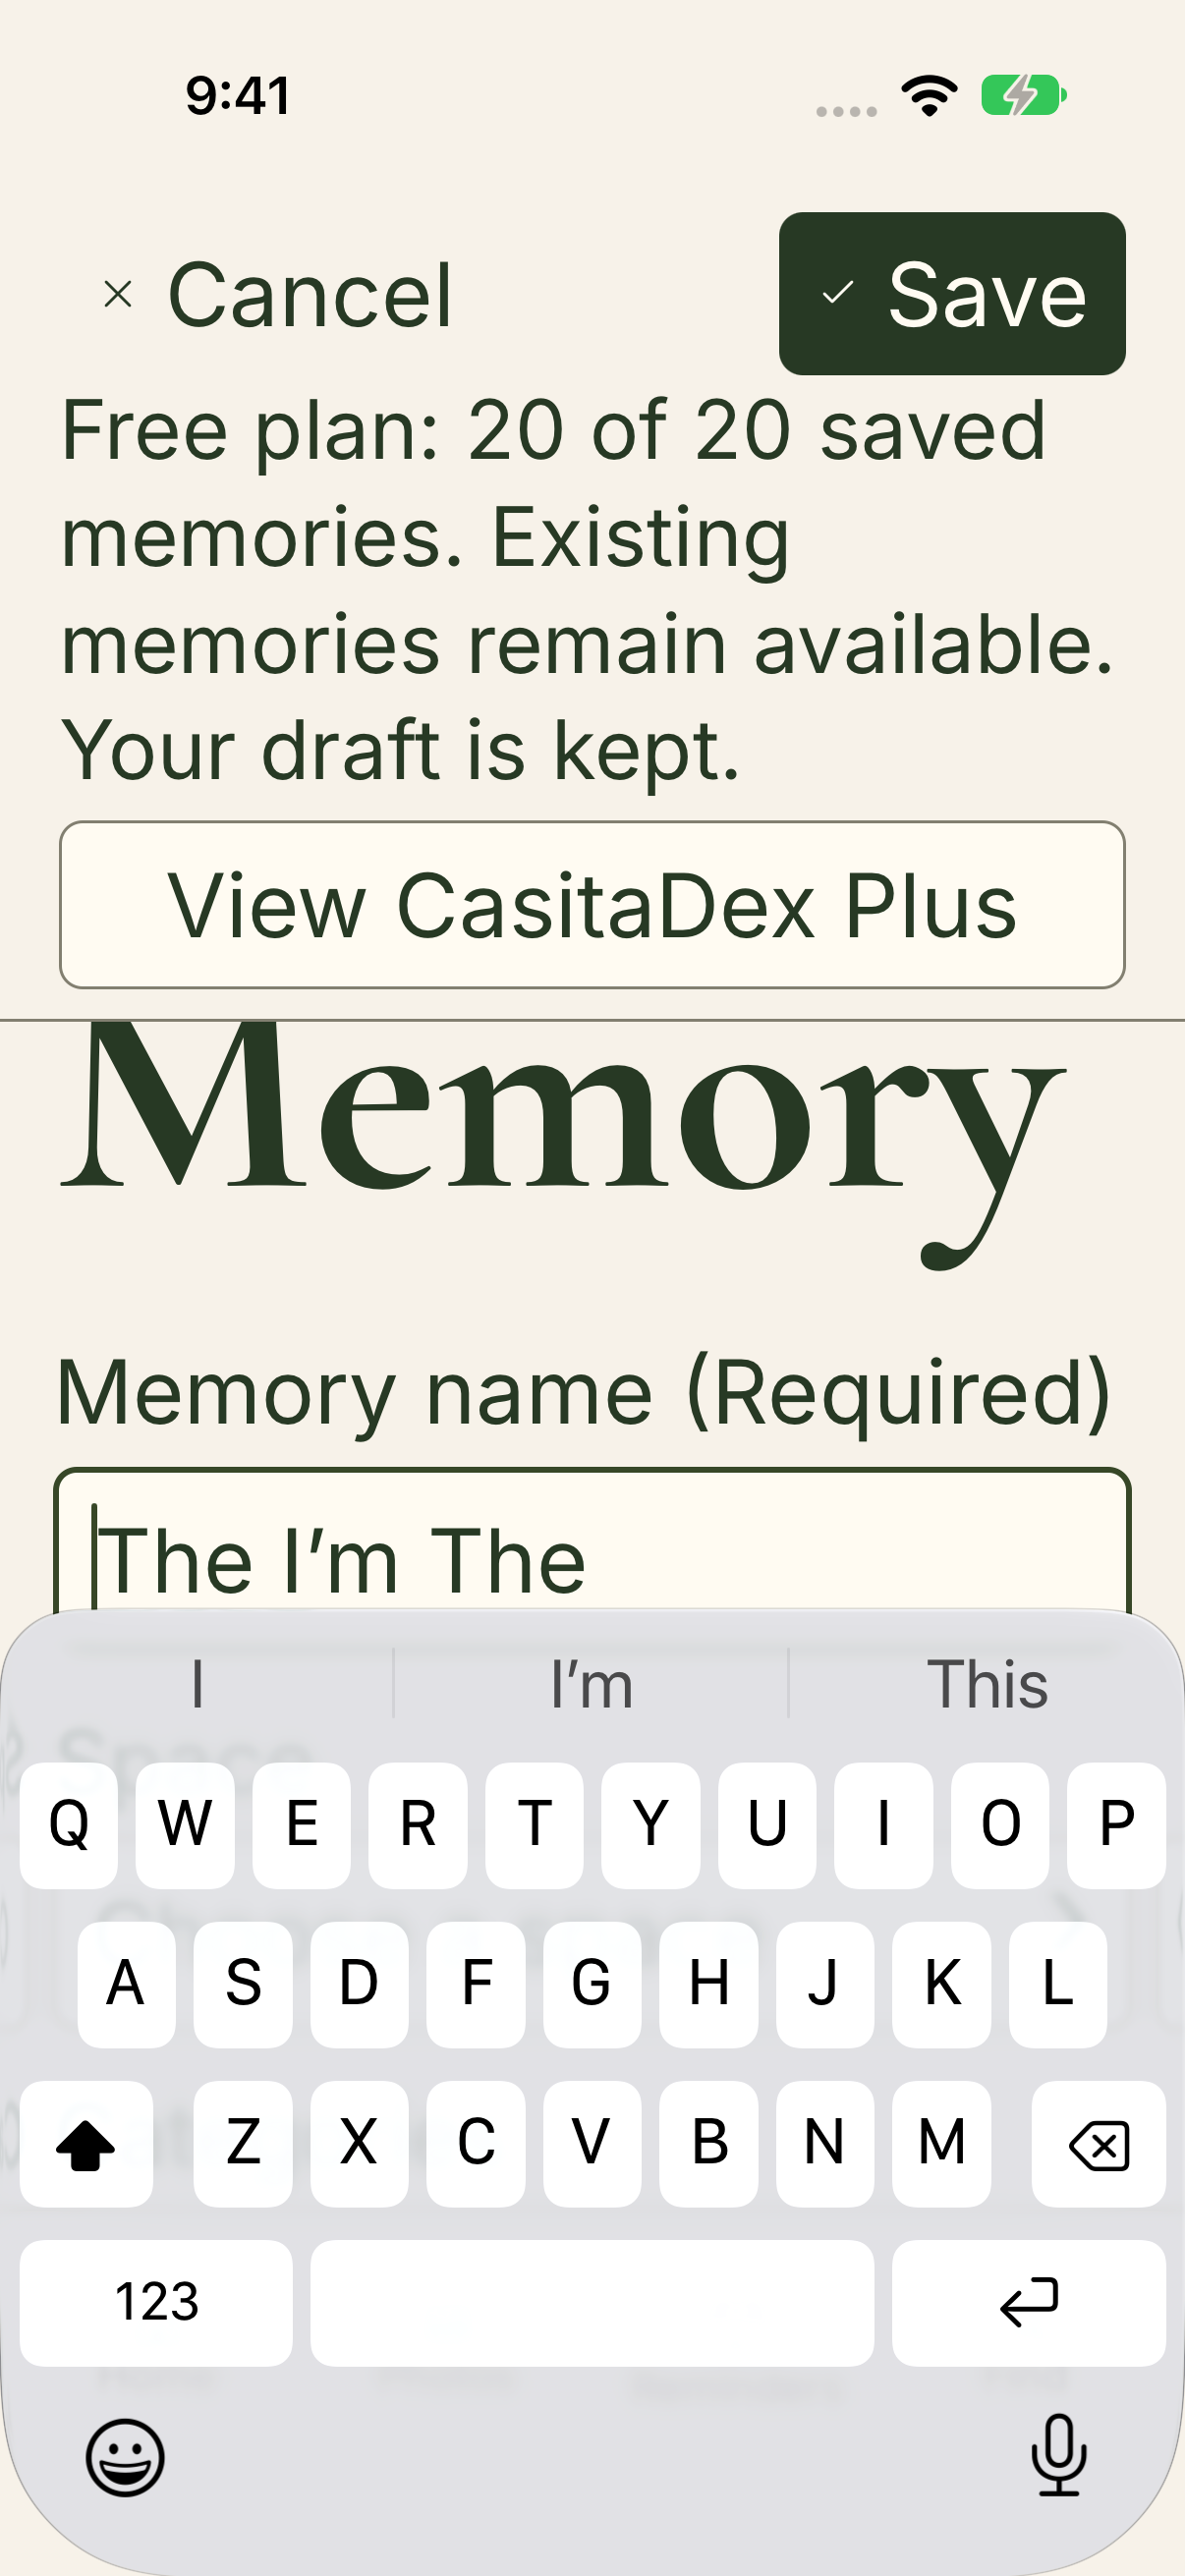 9:41
Cancel
Save
Free plan: 20 of 20 saved
memories. Existing
memories remain available.
Your draft is kept.
View CasitaDex Plus
Memory
Memory name (Required)
The I’m The
I I’m This
Space
Q W E R T Y U I O P
A S D F G H J K L
Z X C V B N M
123